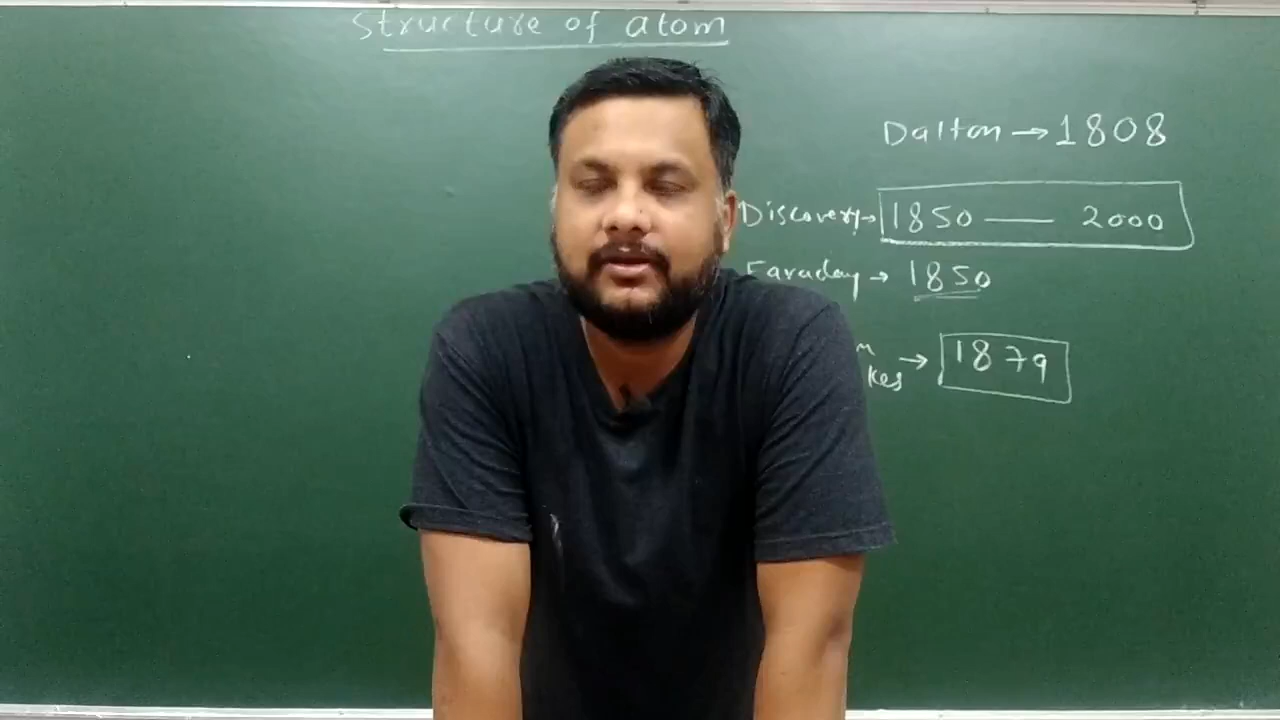 Structure of atom
Dalton → 1808
Discovery → 1850 — 2000
Faraday → 1850
→ 1879